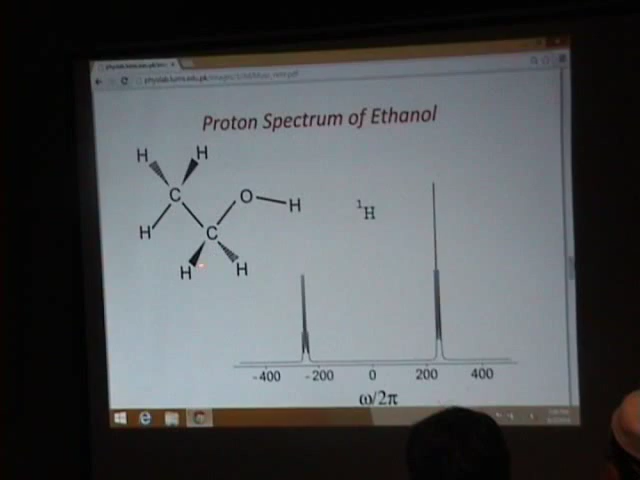 Proton Spectrum of Ethanol
H H
C O H
H C
H H
¹H
-400 -200 0 200 400
ω/2π